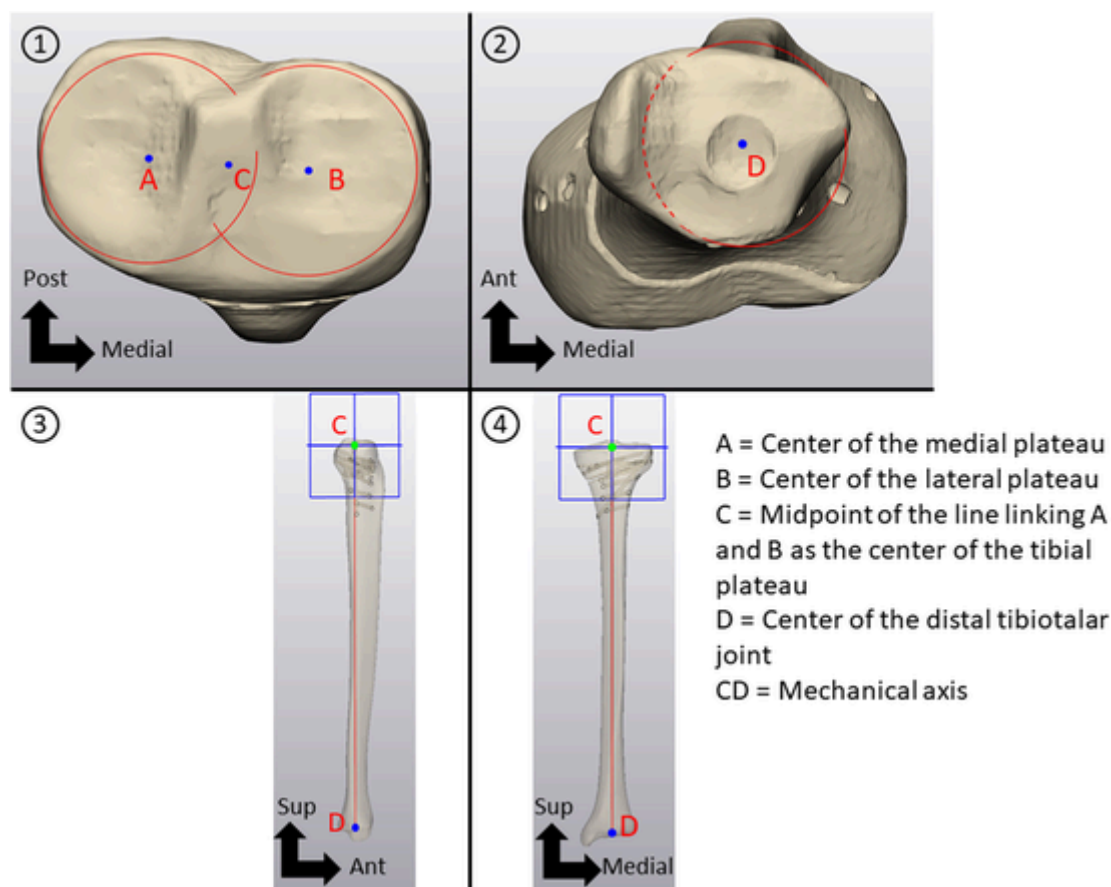 ①
A
C
B
Post
Medial
②
D
Ant
Medial
③
C
D
Sup
Ant
④
C
D
Sup
Medial
A = Center of the medial plateau
B = Center of the lateral plateau
C = Midpoint of the line linking A
and B as the center of the tibial
plateau
D = Center of the distal tibiotalar
joint
CD = Mechanical axis